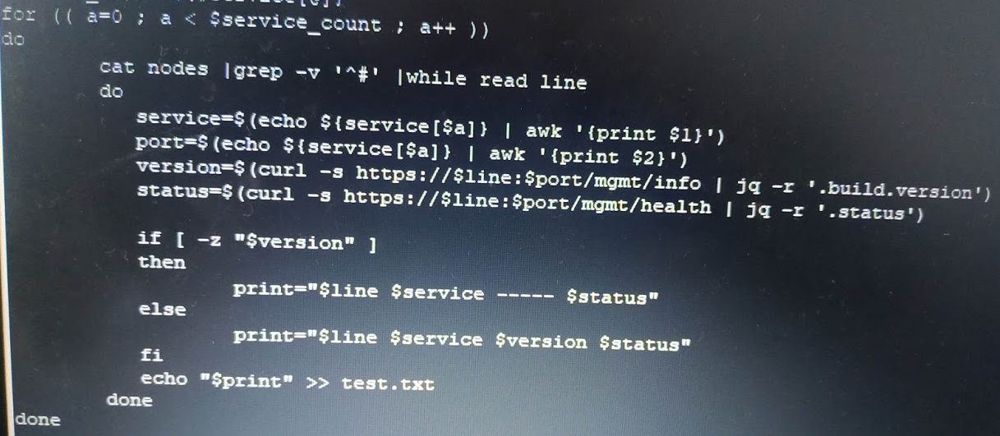 for (( a=0 ; a < $service_count ; a++ ))
do
cat nodes |grep -v '^#' |while read line
do
service=$(echo ${service[$a]} | awk '{print $1}')
port=$(echo ${service[$a]} | awk '{print $2}')
version=$(curl -s https://$line:$port/mgmt/info | jq -r '.build.version')
status=$(curl -s https://$line:$port/mgmt/health | jq -r '.status')
if [ -z "$version" ]
then
print="$line $service ----- $status"
else
print="$line $service $version $status"
fi
echo "$print" >> test.txt
done
done